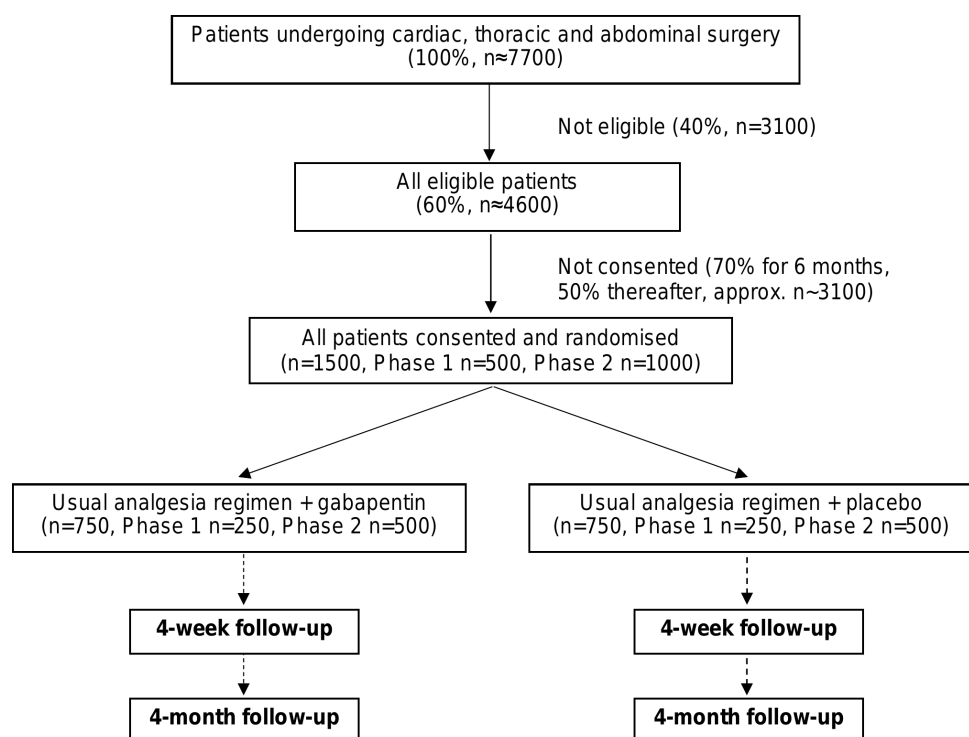 Patients undergoing cardiac, thoracic and abdominal surgery
(100%, n≈7700)
Not eligible (40%, n=3100)
All eligible patients
(60%, n≈4600)
Not consented (70% for 6 months,
50% thereafter, approx. n~3100)
All patients consented and randomised
(n=1500, Phase 1 n=500, Phase 2 n=1000)
Usual analgesia regimen + gabapentin
(n=750, Phase 1 n=250, Phase 2 n=500)
Usual analgesia regimen + placebo
(n=750, Phase 1 n=250, Phase 2 n=500)
4-week follow-up
4-week follow-up
4-month follow-up
4-month follow-up